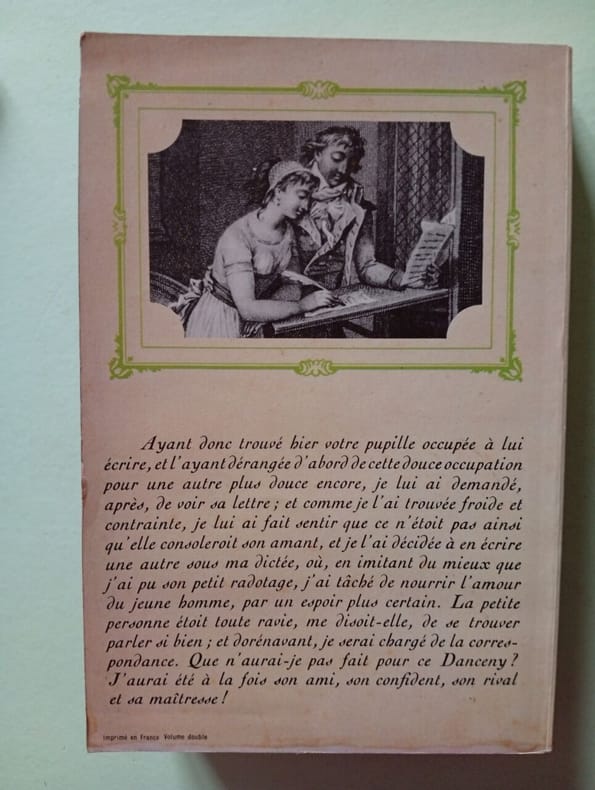 Ayant donc trouvé hier votre pupille occupée à lui
écrire, et l'ayant dérangée d'abord de cette douce occupation
pour une autre plus douce encore, je lui ai demandé,
après, de voir sa lettre ; et comme je l'ai trouvée froide et
contrainte, je lui ai fait sentir que ce n'étoit pas ainsi
qu'elle consoleroit son amant, et je l'ai décidée à en écrire
une autre sous ma dictée, où, en imitant du mieux que
j'ai pu son petit radotage, j'ai tâché de nourrir l'amour
du jeune homme, par un espoir plus certain. La petite
personne étoit toute ravie, me disoit-elle, de se trouver
parler si bien ; et dorénavant, je serai chargé de la corres-
pondance. Que n'aurai-je pas fait pour ce Danceny ?
J'aurai été à la fois son ami, son confident, son rival
et sa maîtresse !
Imprimé en France Volume double